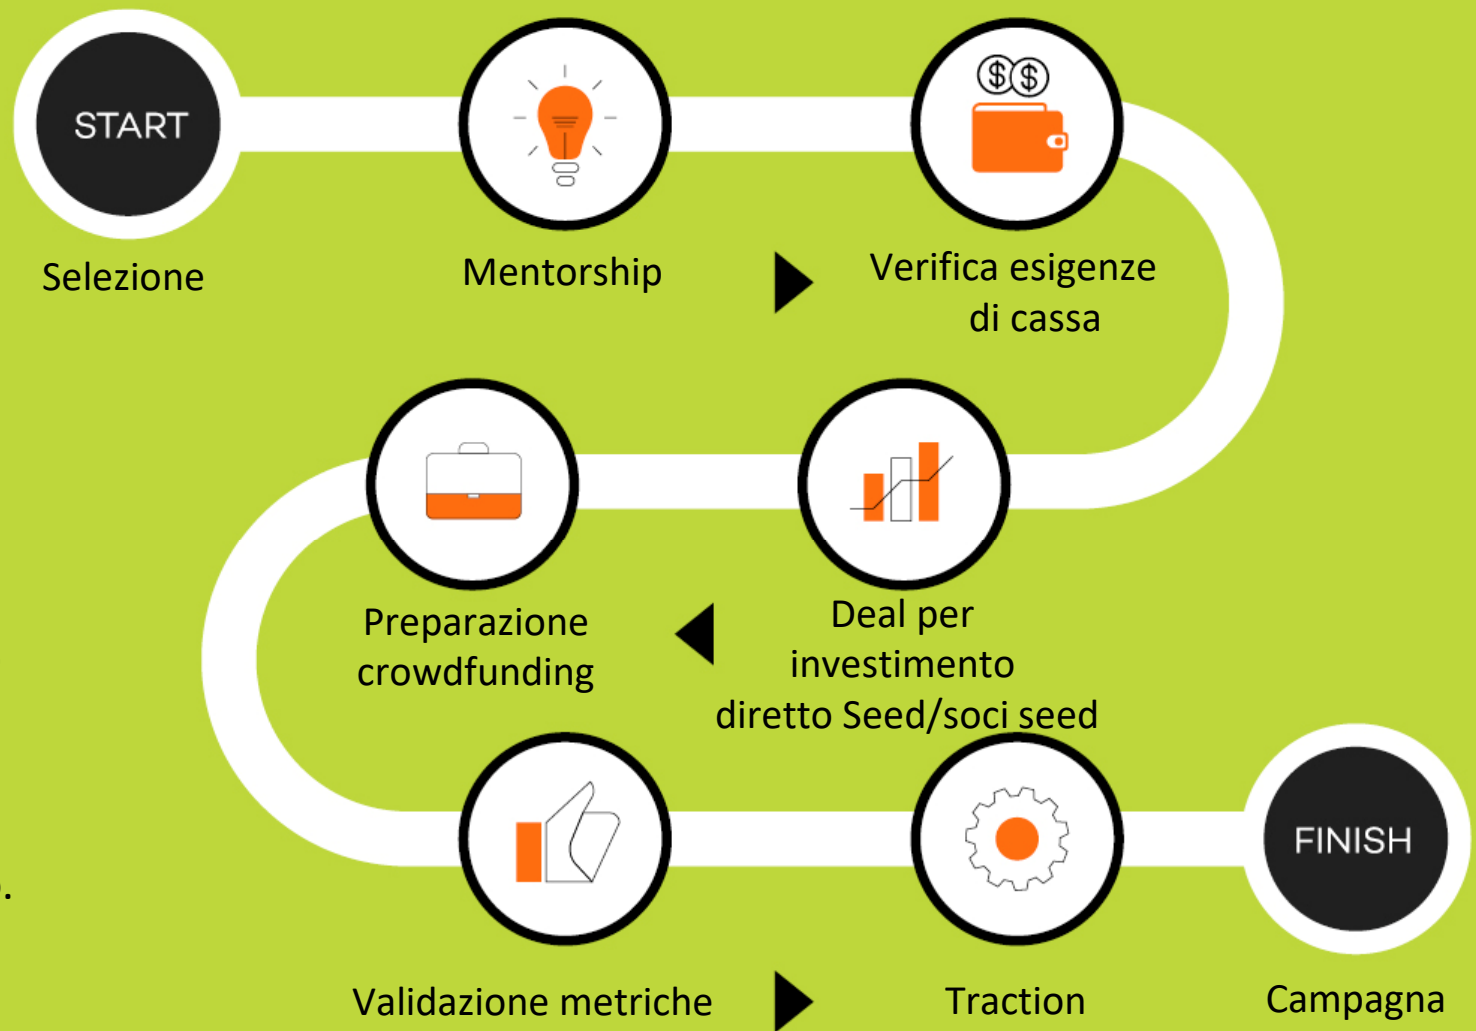 START
Selezione
Mentorship
$ $
Verifica esigenze
di cassa
Deal per
investimento
diretto Seed/soci seed
Preparazione
crowdfunding
Validazione metriche
Traction
FINISH
Campagna